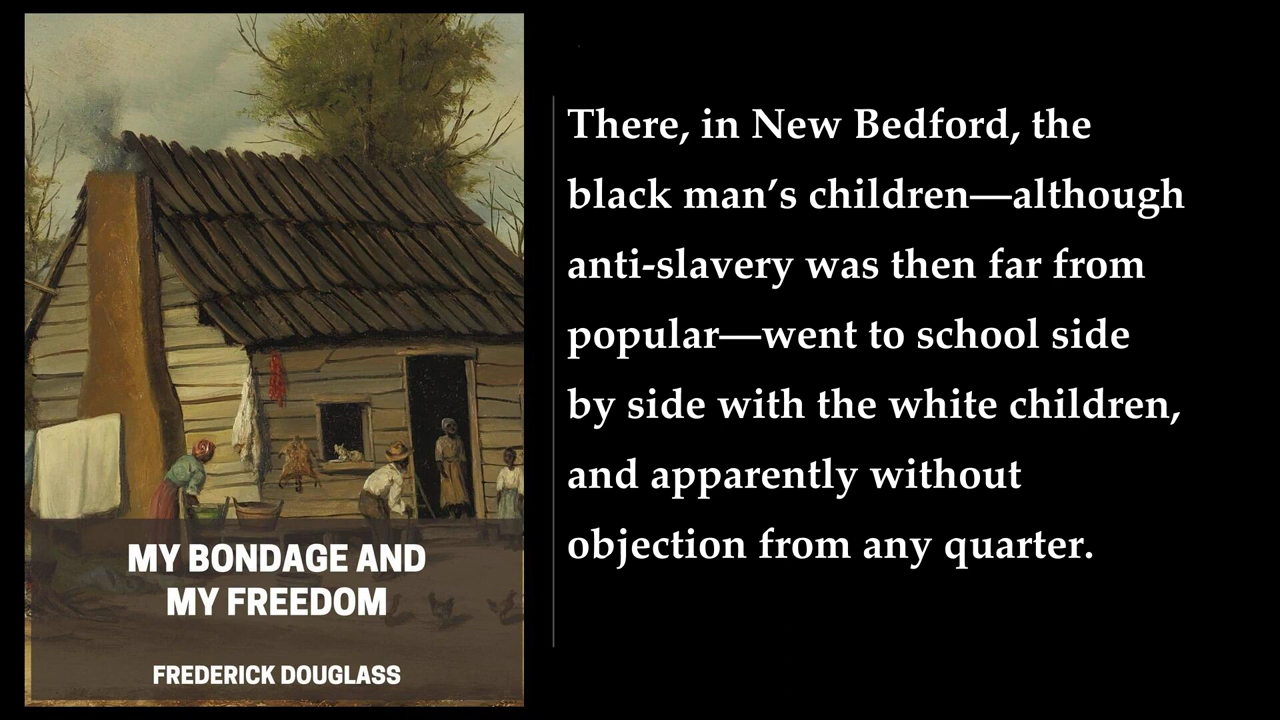 MY BONDAGE AND
MY FREEDOM
FREDERICK DOUGLASS
There, in New Bedford, the
black man’s children—although
anti-slavery was then far from
popular—went to school side
by side with the white children,
and apparently without
objection from any quarter.